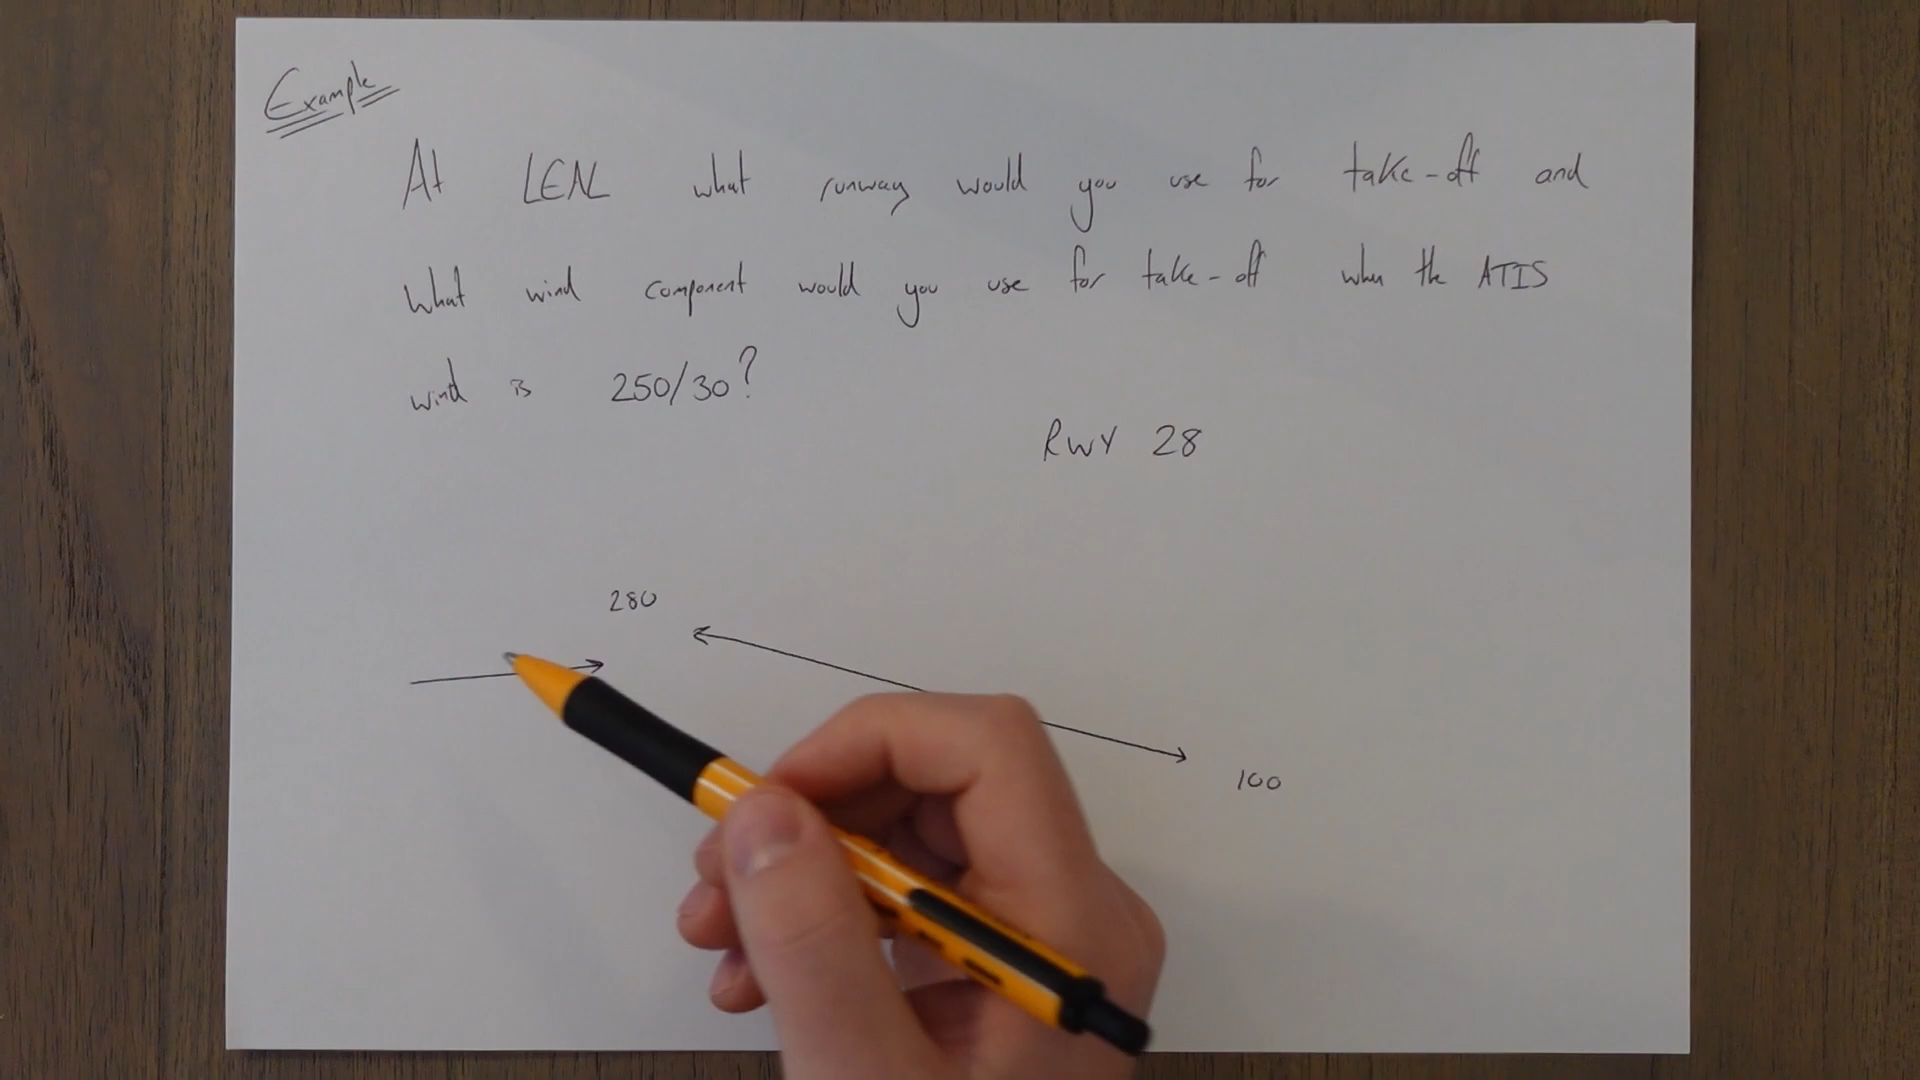 Example
At LENL what runway would you use for take-off and
what wind component would you use for take-off when the ATIS
wind is 250/30?
RWY 28
280
100